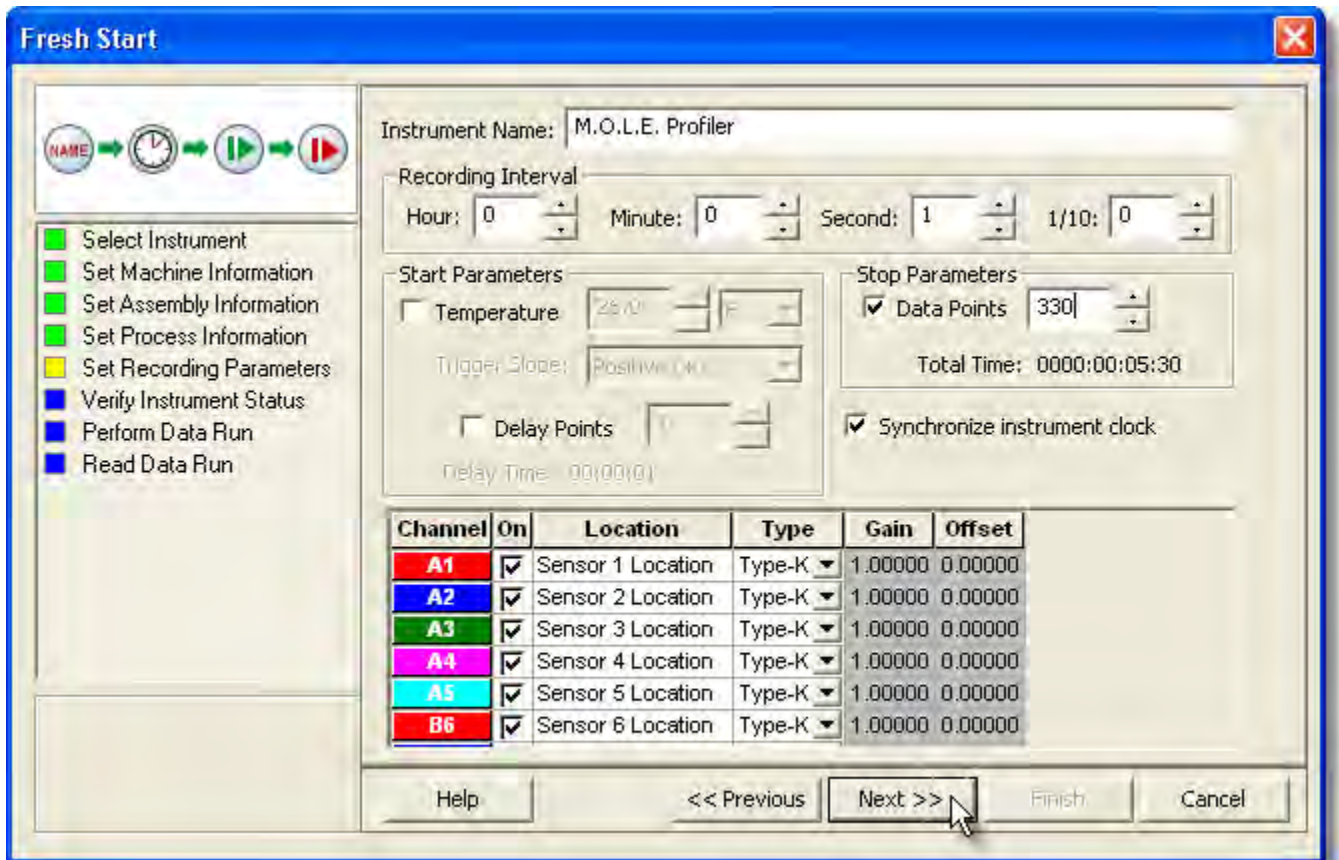 Fresh Start
NAME
Select Instrument
Set Machine Information
Set Assembly Information
Set Process Information
Set Recording Parameters
Verify Instrument Status
Perform Data Run
Read Data Run
Instrument Name: M.O.L.E. Profiler
Recording Interval
Hour: 0 Minute: 0 Second: 1 1/10: 0
Start Parameters
Temperature
Trigger Slope:
Delay Points
Delay Time
Stop Parameters
Data Points 330
Total Time: 0000:00:05:30
Synchronize instrument clock
Channel On Location Type Gain Offset
A1 Sensor 1 Location Type-K 1.00000 0.00000
A2 Sensor 2 Location Type-K 1.00000 0.00000
A3 Sensor 3 Location Type-K 1.00000 0.00000
A4 Sensor 4 Location Type-K 1.00000 0.00000
A5 Sensor 5 Location Type-K 1.00000 0.00000
B6 Sensor 6 Location Type-K 1.00000 0.00000
Help << Previous Next >> Finish Cancel